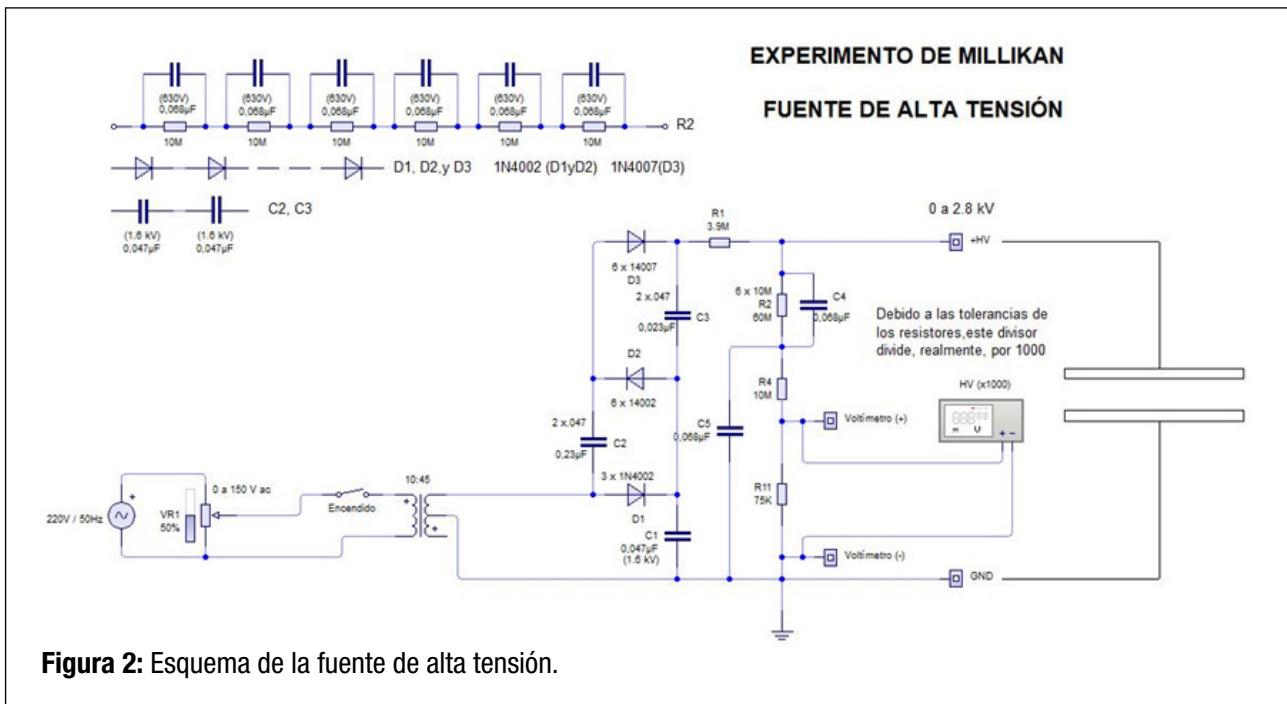 EXPERIMENTO DE MILLIKAN
FUENTE DE ALTA TENSIÓN
(630V) (630V) (630V) (630V) (630V) (630V)
0,068µF 0,068µF 0,068µF 0,068µF 0,068µF 0,068µF
10M 10M 10M 10M 10M 10M
R2
D1, D2,y D3 1N4002 (D1yD2) 1N4007(D3)
C2, C3
(1.6 kV) (1.6 kV)
0,047µF 0,047µF
R1
3.9M
0 a 2.8 kV
+HV
6 x 14007
D3
2 x.047
C3
0,023µF
6 x 10M
R2
60M
C4
0,068µF
Debido a las tolerancias de
los resistores,este divisor
divide, realmente, por 1000
D2
6 x 14002
R4
10M
HV (x1000)
2 x.047
C2
0,23µF
C5
0,068µF
Voltímetro (+)
3 x 1N4002
D1
R11
75K
10:45
0 a 150 V ac
220V / 50Hz
VR1
50%
Encendido
C1
0,047µF
(1.6 kV)
Voltímetro (-)
GND
Figura 2: Esquema de la fuente de alta tensión.